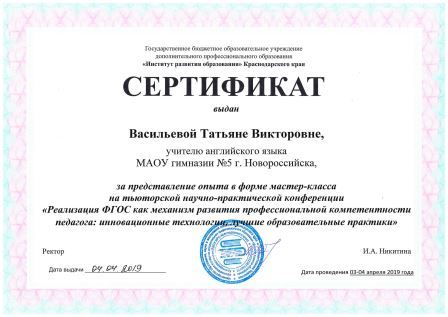 Государственное бюджетное образовательное учреждение
дополнительного профессионального образования
«Институт развития образования» Краснодарского края
СЕРТИФИКАТ
выдан
Васильевой Татьяне Викторовне,
учителю английского языка
МАОУ гимназии №5 г. Новороссийска,
за представление опыта в форме мастер-класса
на тьюторской научно-практической конференции
«Реализация ФГОС как механизм развития профессиональной компетентности
педагога: инновационные технологии, лучшие образовательные практики»
Ректор И.А. Никитина
Дата выдачи 04.04.2019 Дата проведения 03-04 апреля 2019 года